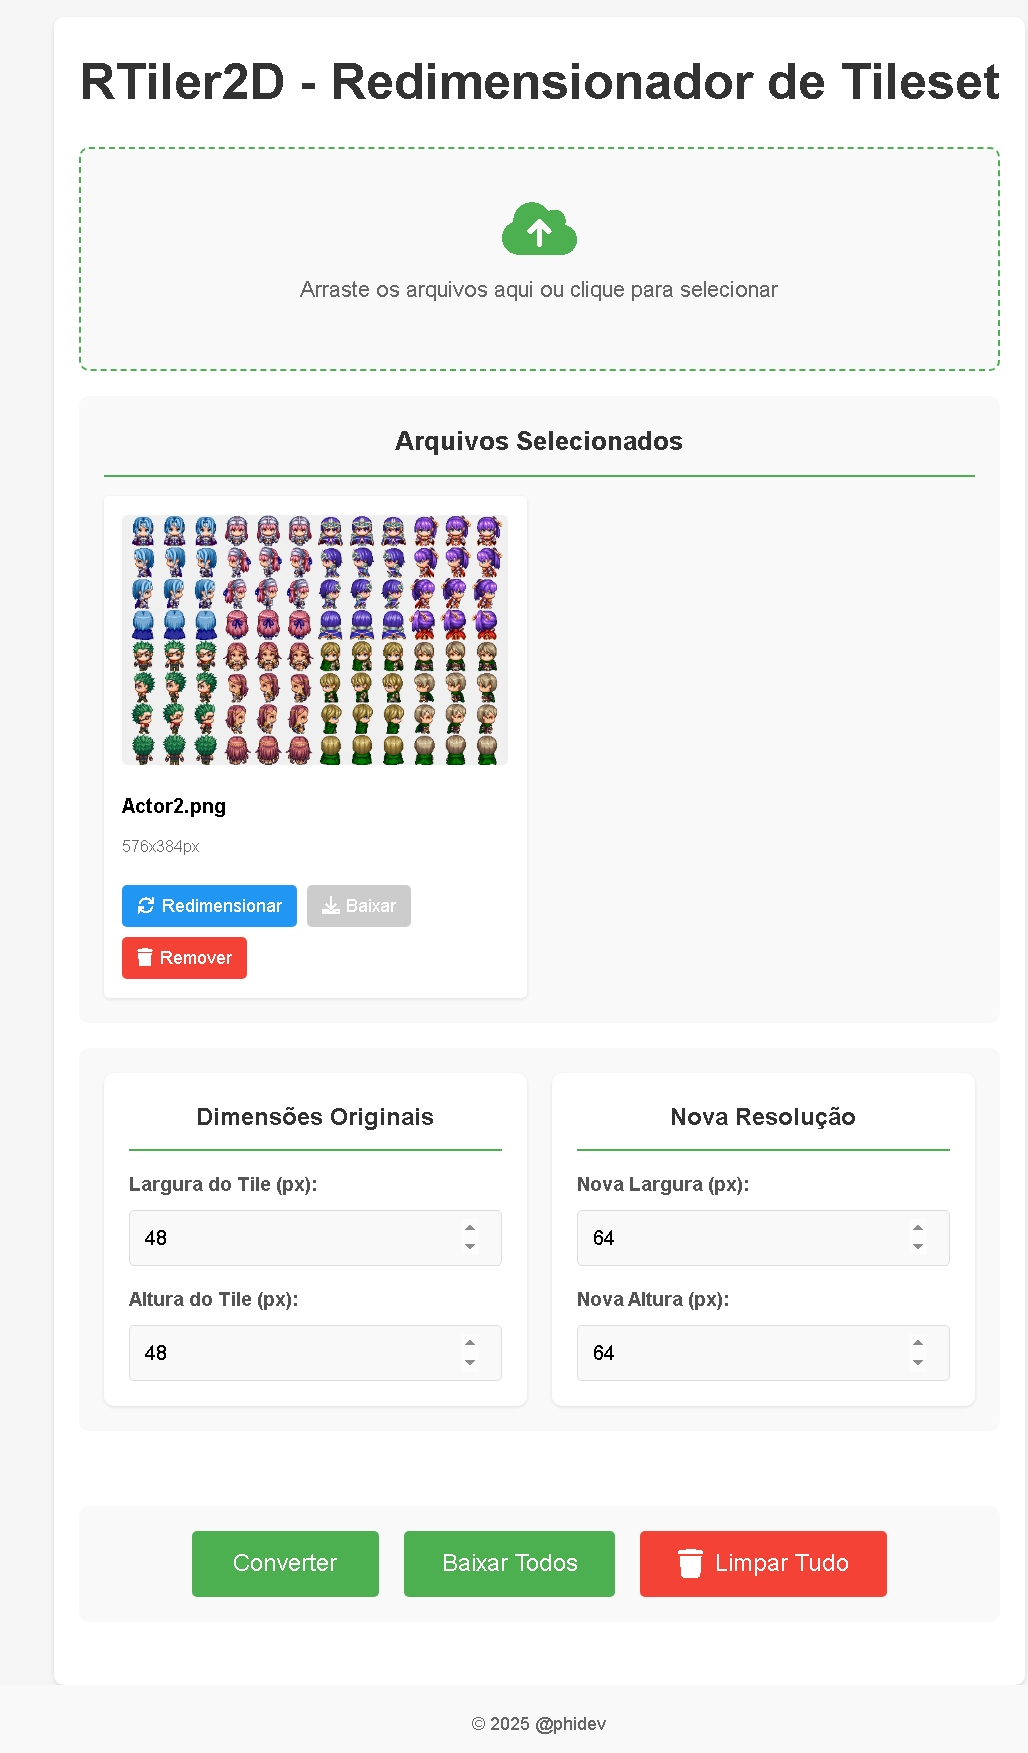 RTiler2D - Redimensionador de Tileset
Arraste os arquivos aqui ou clique para selecionar
Arquivos Selecionados
Actor2.png
576x384px
Redimensionar
Baixar
Remover
Dimensões Originais
Largura do Tile (px):
48
Altura do Tile (px):
48
Nova Resolução
Nova Largura (px):
64
Nova Altura (px):
64
Converter
Baixar Todos
Limpar Tudo
© 2025 @phidev